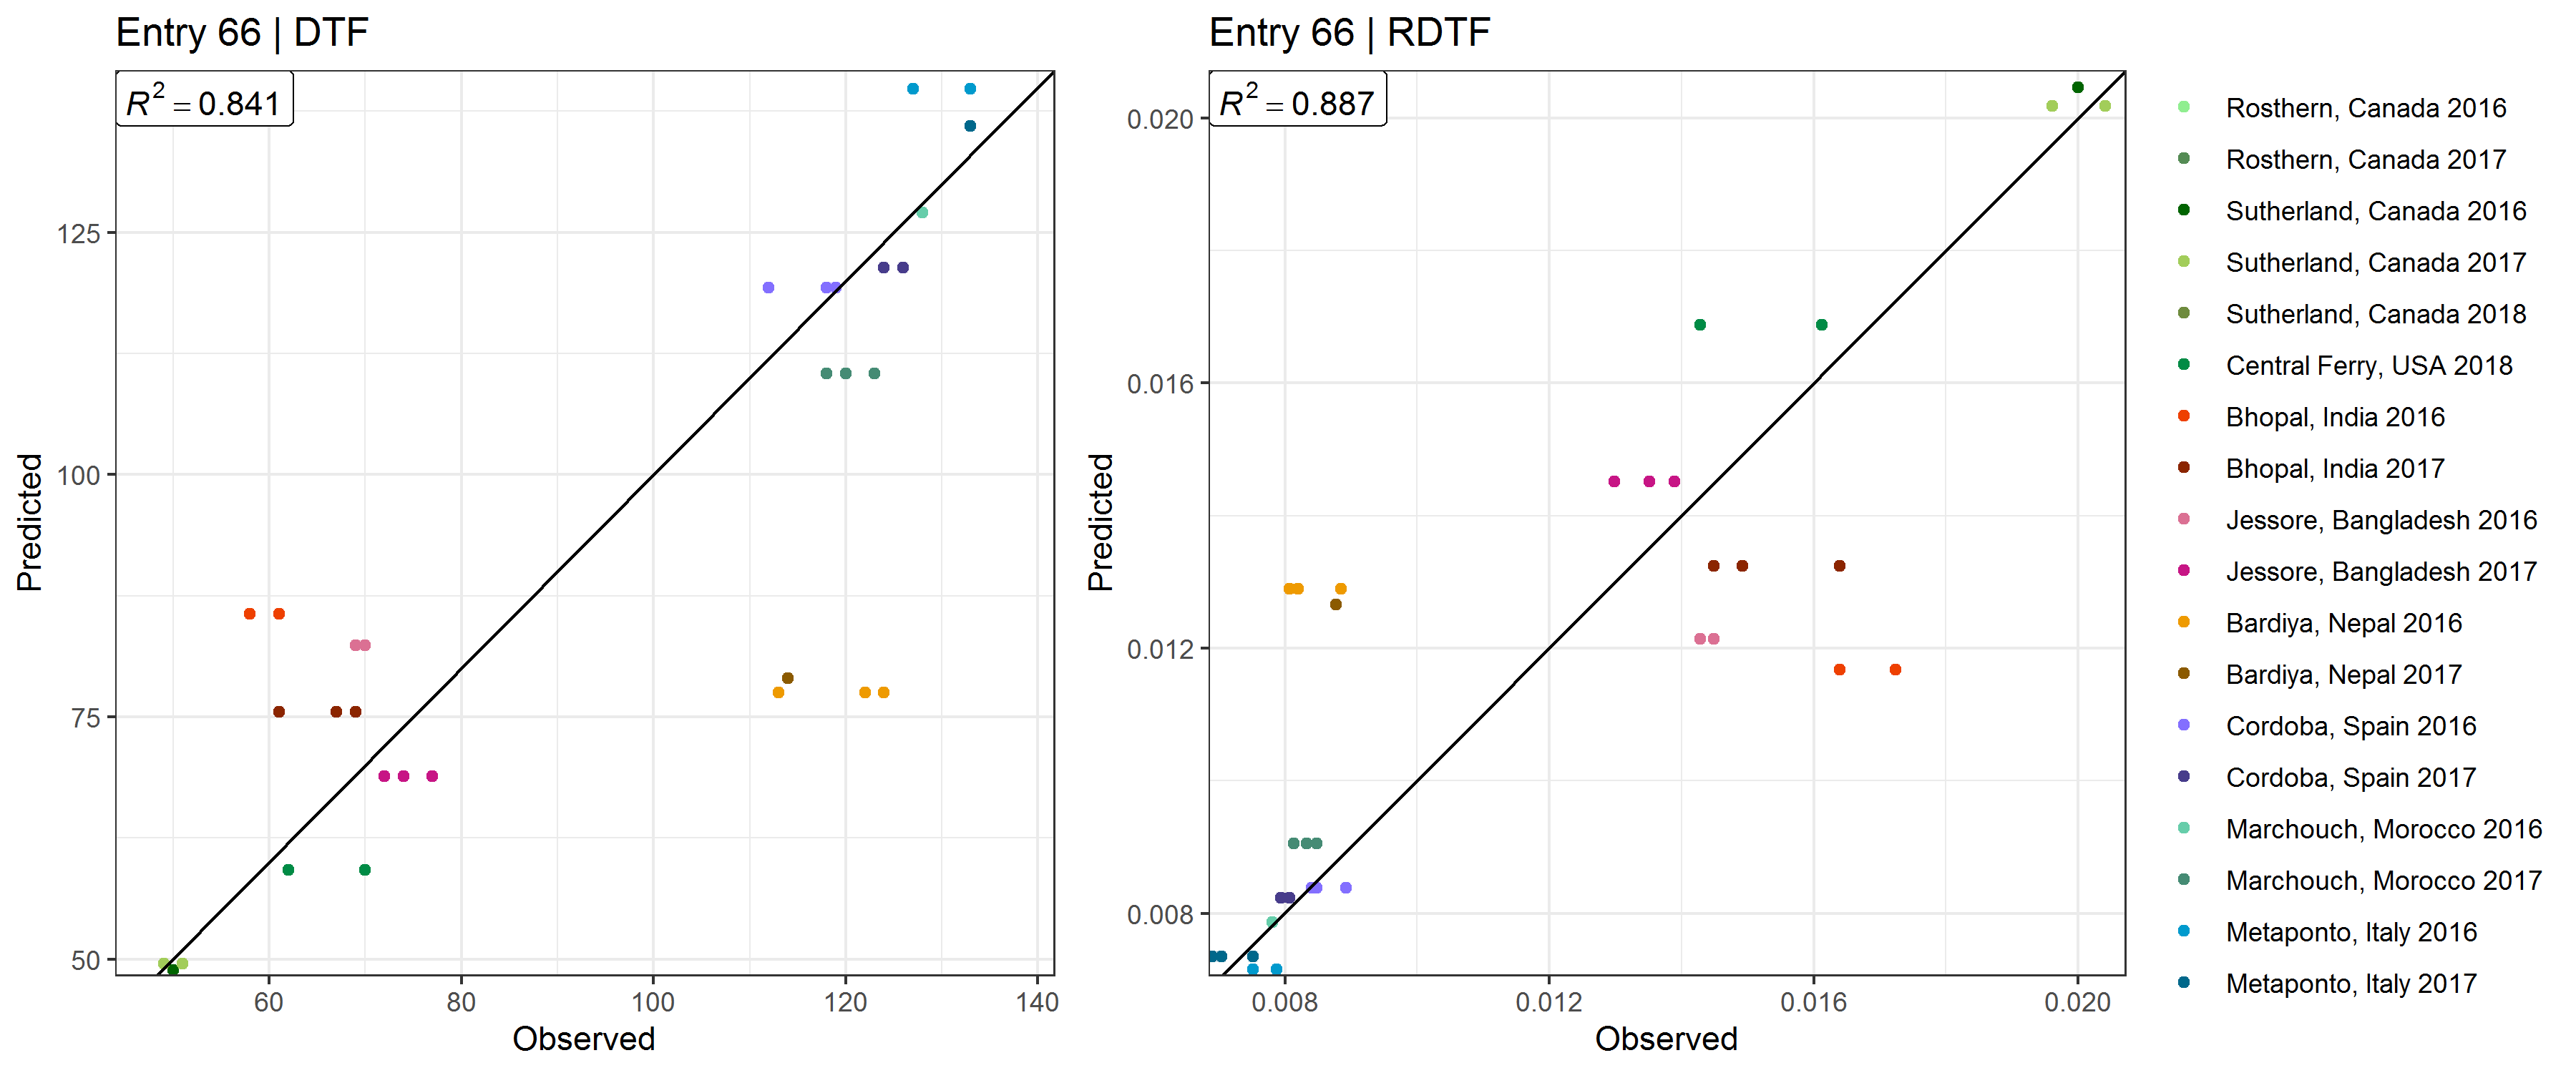 Entry 66 | DTF
R² = 0.841
125
100
75
50
60 80 100 120 140
Observed
Predicted
Entry 66 | RDTF
R² = 0.887
0.020
0.016
0.012
0.008
0.008 0.012 0.016 0.020
Observed
Predicted
Rosthern, Canada 2016
Rosthern, Canada 2017
Sutherland, Canada 2016
Sutherland, Canada 2017
Sutherland, Canada 2018
Central Ferry, USA 2018
Bhopal, India 2016
Bhopal, India 2017
Jessore, Bangladesh 2016
Jessore, Bangladesh 2017
Bardiya, Nepal 2016
Bardiya, Nepal 2017
Cordoba, Spain 2016
Cordoba, Spain 2017
Marchouch, Morocco 2016
Marchouch, Morocco 2017
Metaponto, Italy 2016
Metaponto, Italy 2017